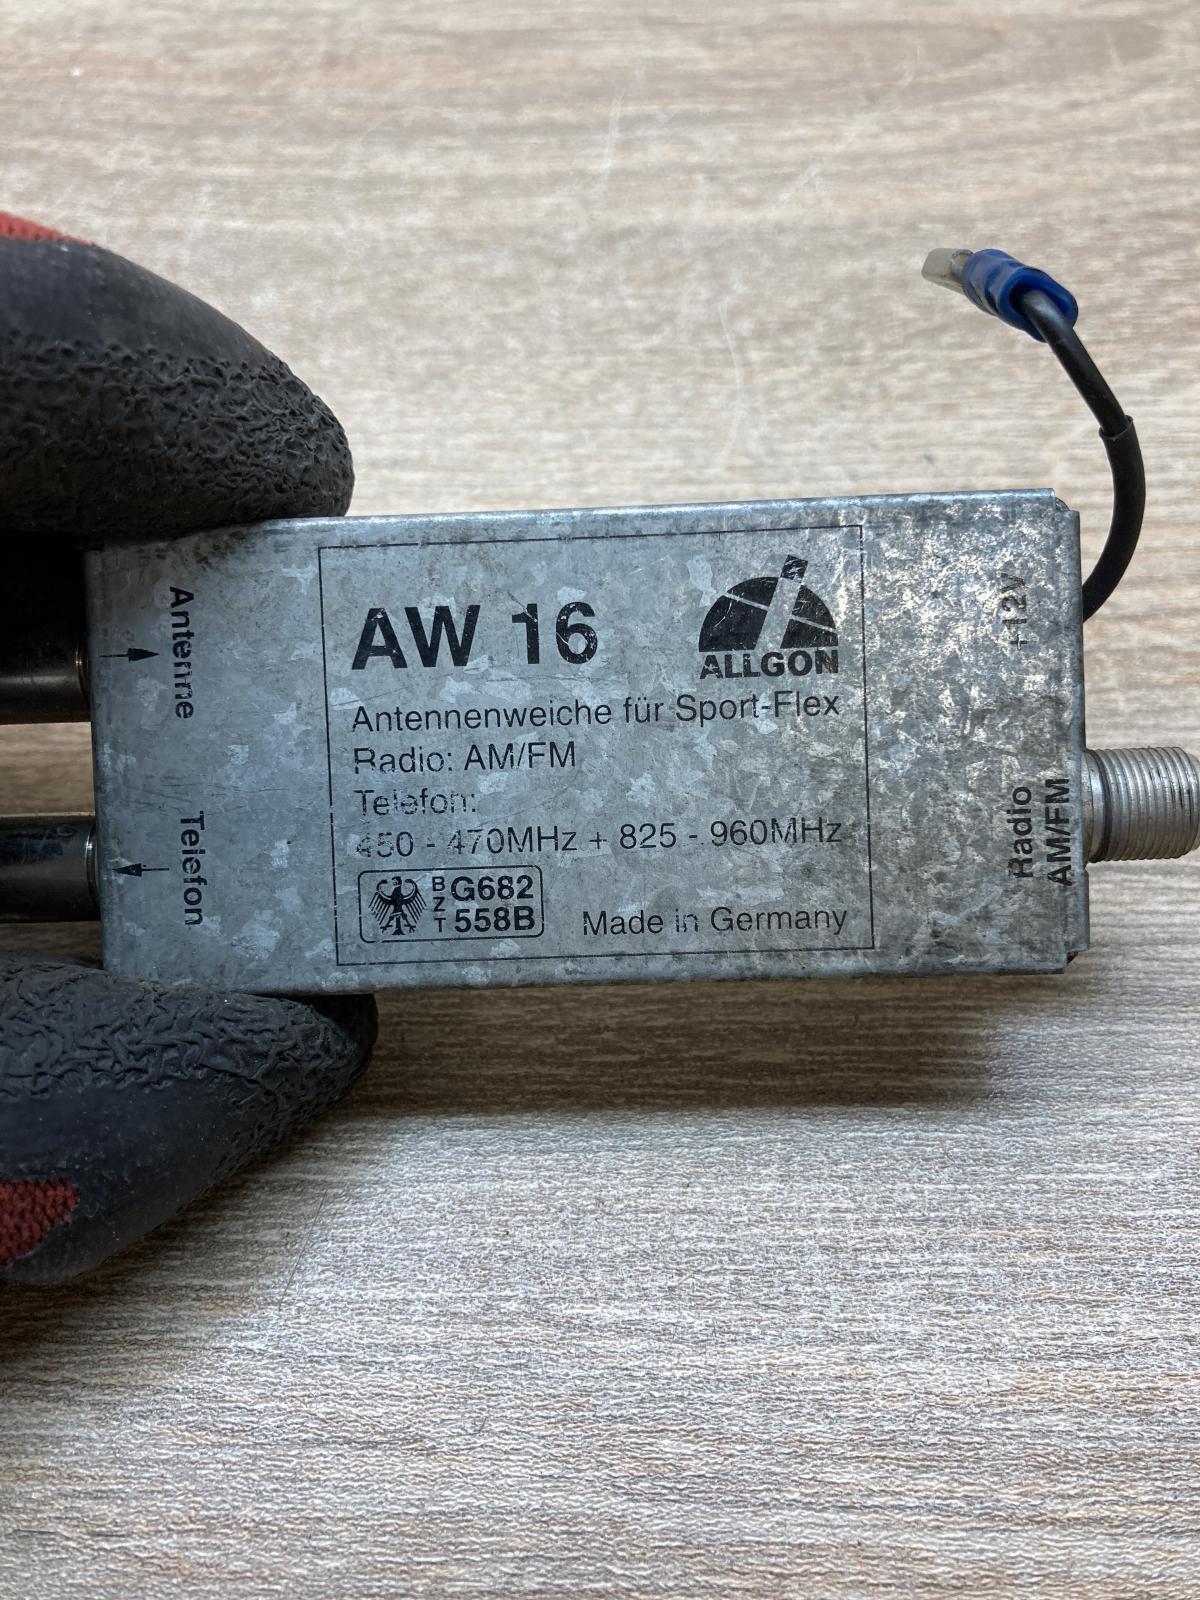 Antenne
Telefon
AW 16
ALLGON
Antennenweiche für Sport-Flex
Radio: AM/FM
Telefon:
450 - 470MHz + 825 - 960MHz
BZT G682
558B
Made in Germany
+12V
Radio
AM/FM